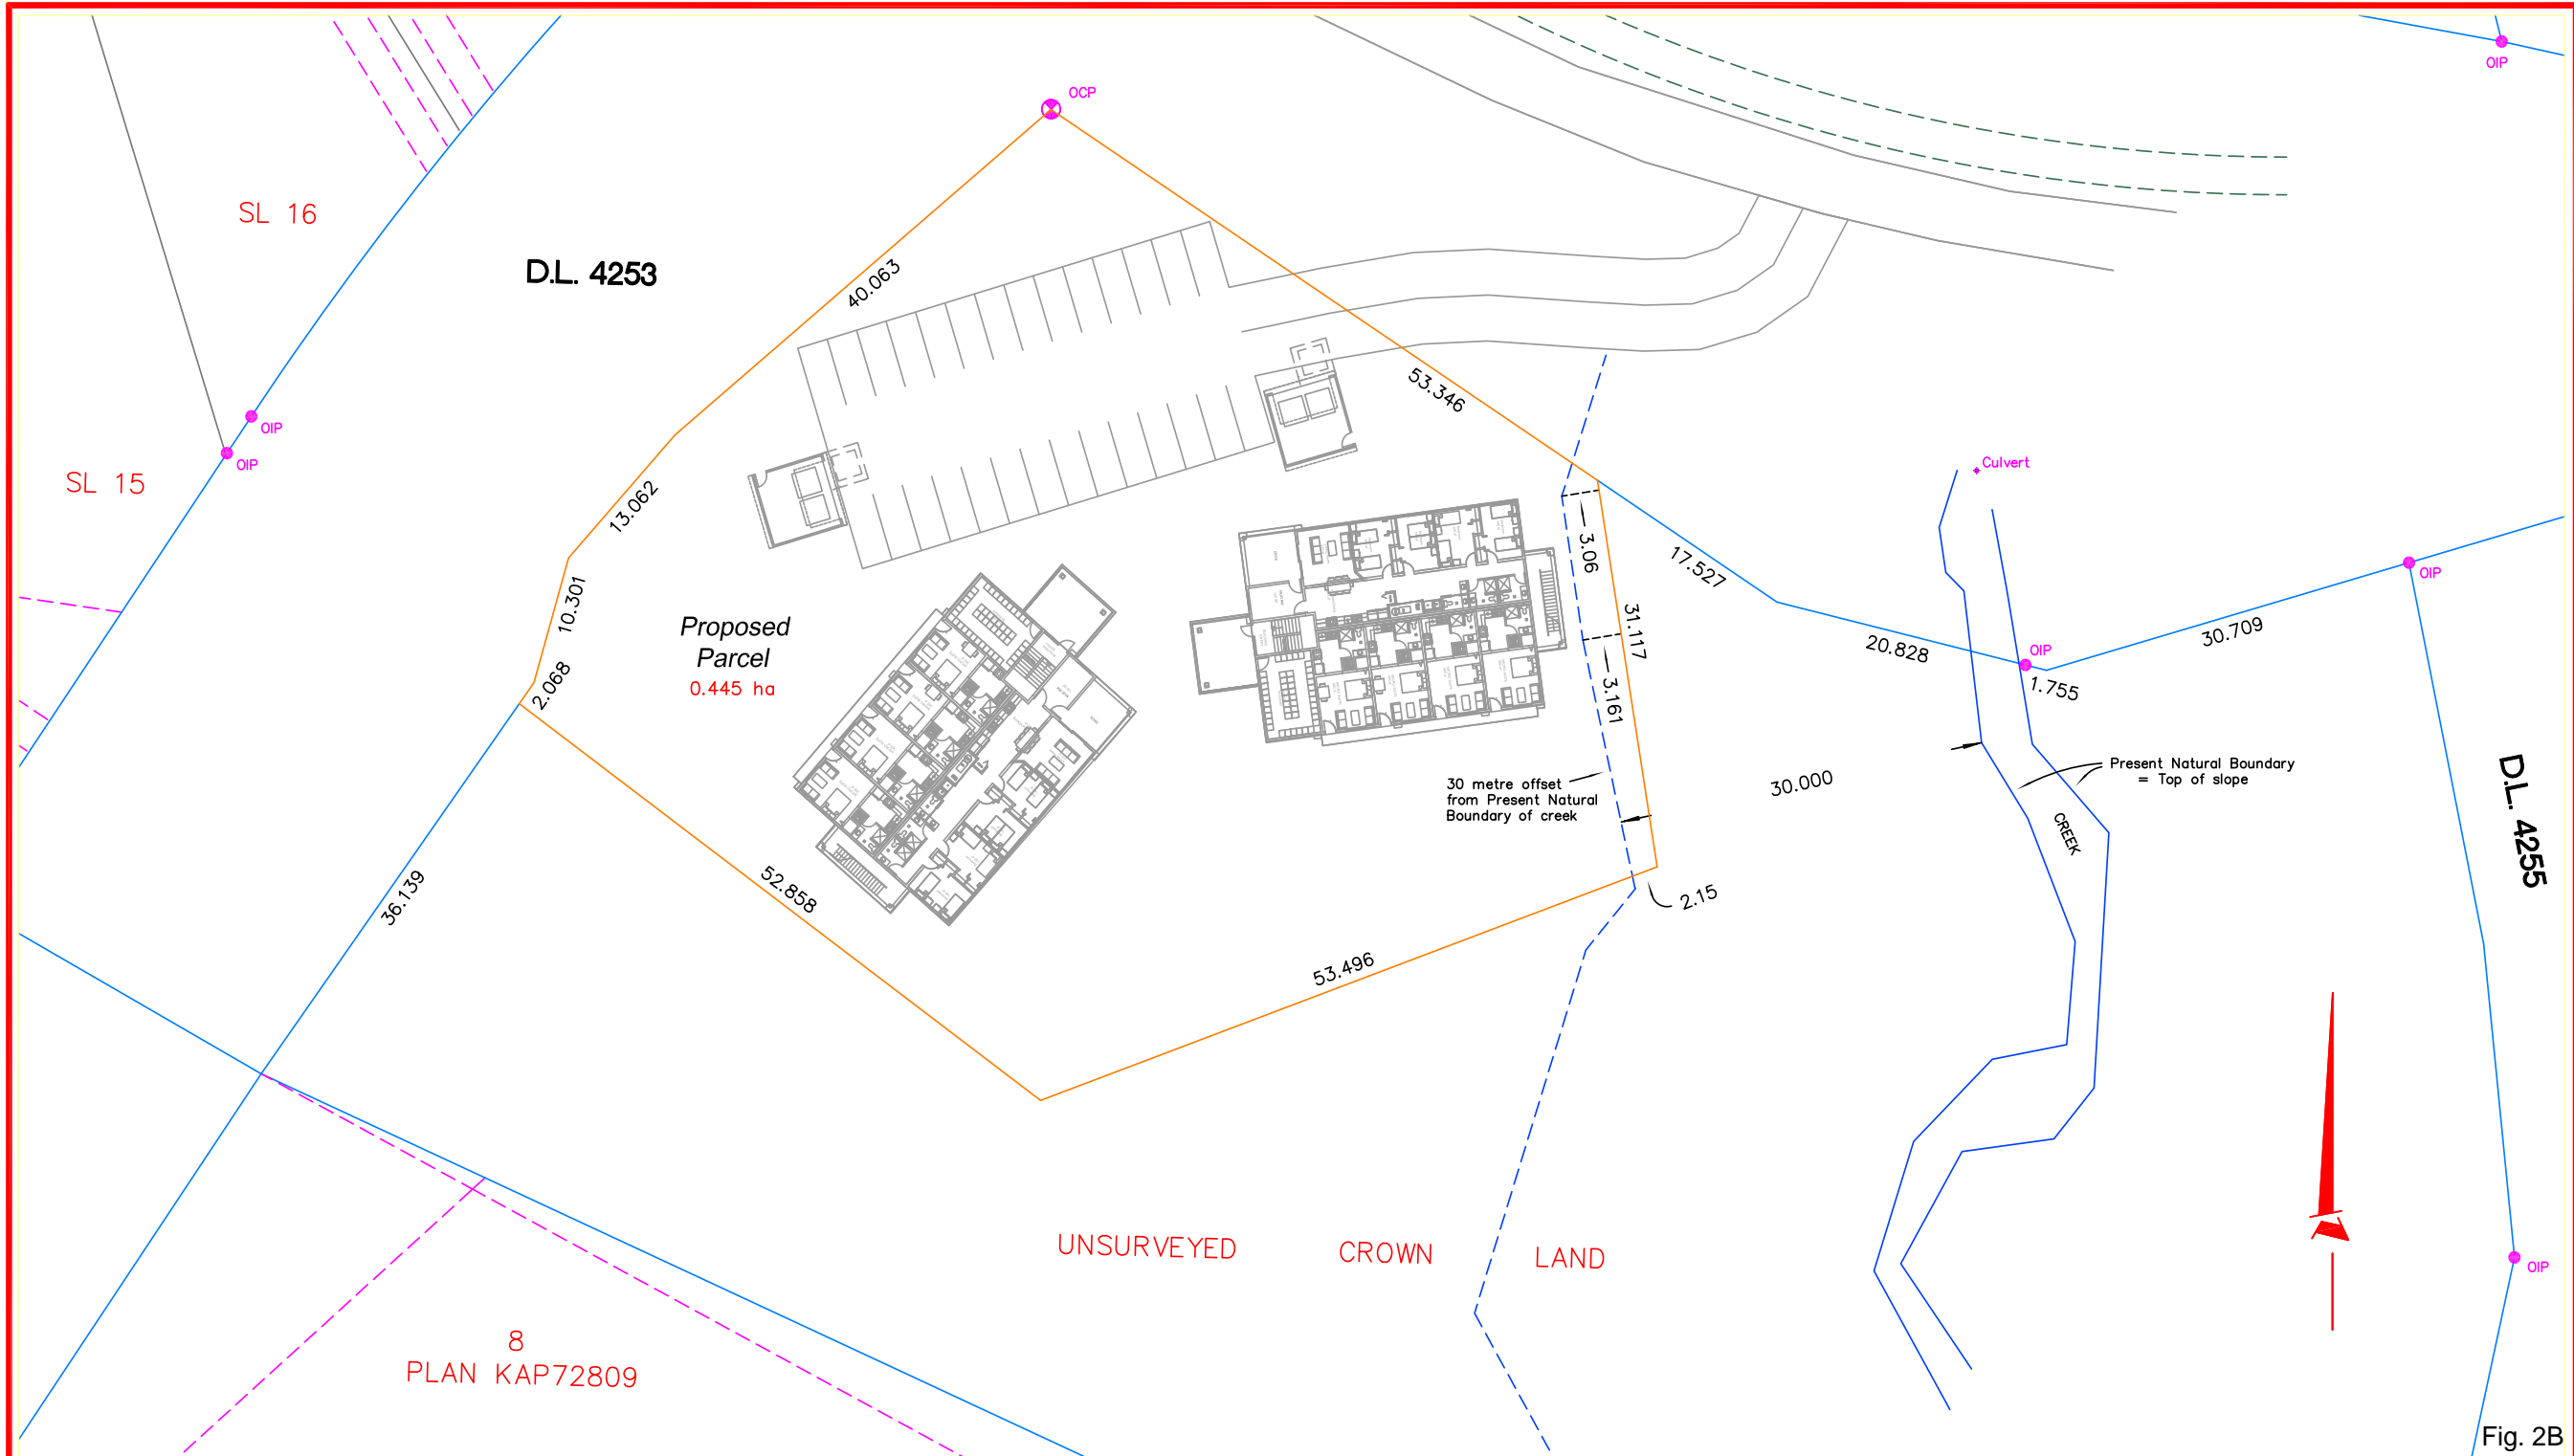 OCP
OIP
SL 16
D.L. 4253
40.063
53.346
OIP
OIP
SL 15
Culvert
13.062
3.06
17.527
OIP
10.301
31.117
30.709
20.828
OIP
Proposed
Parcel
0.445 ha
2.068
3.161
1.755
Present Natural Boundary
= Top of slope
30 metre offset
from Present Natural
Boundary of creek
30.000
D.L. 4255
CREEK
36.139
52.858
2.15
53.496
UNSURVEYED CROWN LAND
OIP
8
PLAN KAP72809
Fig. 2B